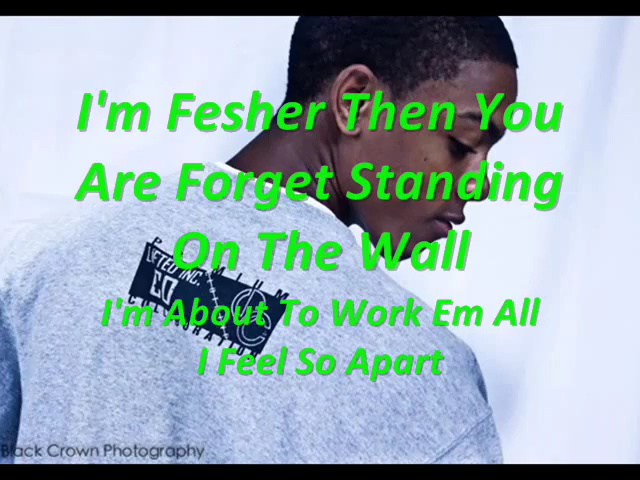 I'm Fesher Then You
Are Forget Standing
On The Wall
I'm About To Work Em All
I Feel So Apart
Black Crown Photography